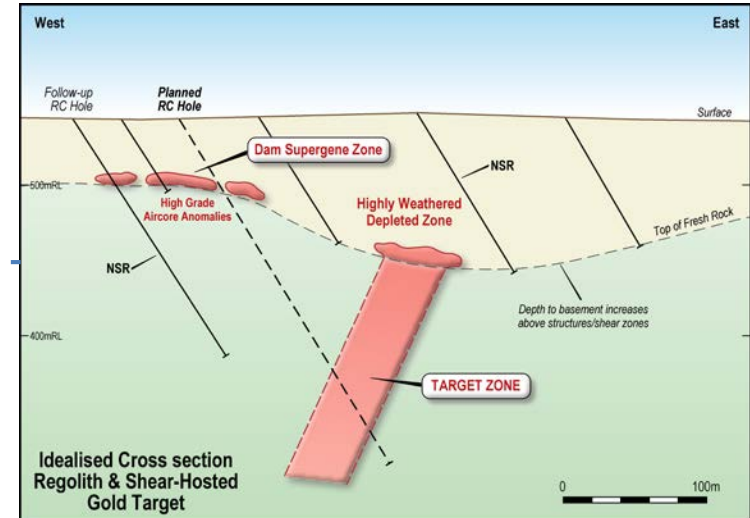 West
East
Follow-up
RC Hole
Planned
RC Hole
Surface
Dam Supergene Zone
NSR
500mRL
High Grade
Aircore Anomalies
Highly Weathered
Depleted Zone
Top of Fresh Rock
NSR
Depth to basement increases
above structures/shear zones
400mRL
TARGET ZONE
Idealised Cross section
Regolith & Shear-Hosted
Gold Target
0
100m